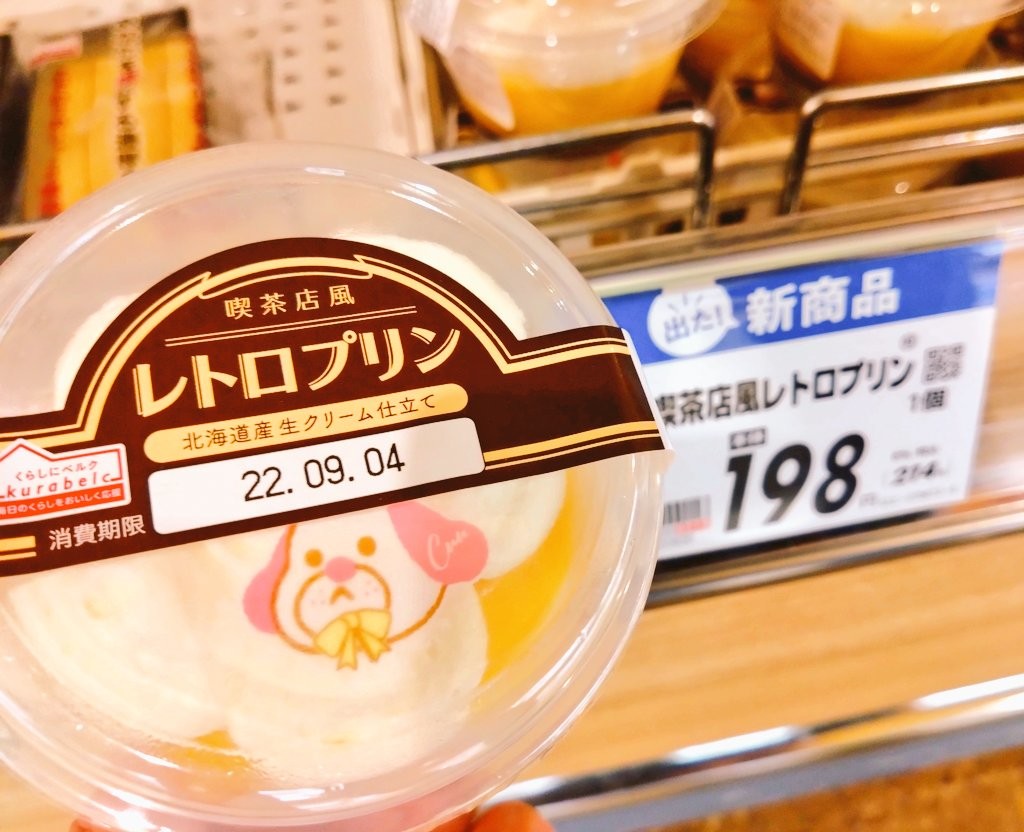 喫茶店風
レトロプリン
北海道産生クリーム仕立て
22.09.04
消費期限
くらしにベルク
kurabelc
毎日のくらしをおいしく応援
出た!
新商品
喫茶店風レトロプリン
1個
198
214